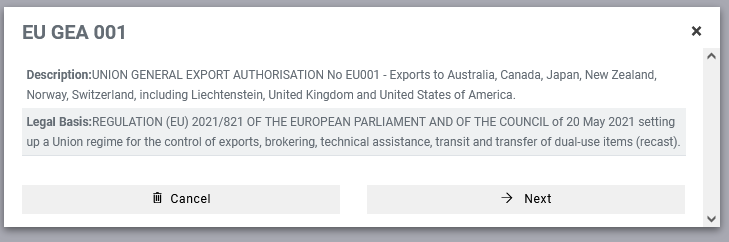 EU GEA 001
Description:UNION GENERAL EXPORT AUTHORISATION No EU001 - Exports to Australia, Canada, Japan, New Zealand,
Norway, Switzerland, including Liechtenstein, United Kingdom and United States of America.
Legal Basis:REGULATION (EU) 2021/821 OF THE EUROPEAN PARLIAMENT AND OF THE COUNCIL of 20 May 2021 setting
up a Union regime for the control of exports, brokering, technical assistance, transit and transfer of dual-use items (recast).
Cancel
Next